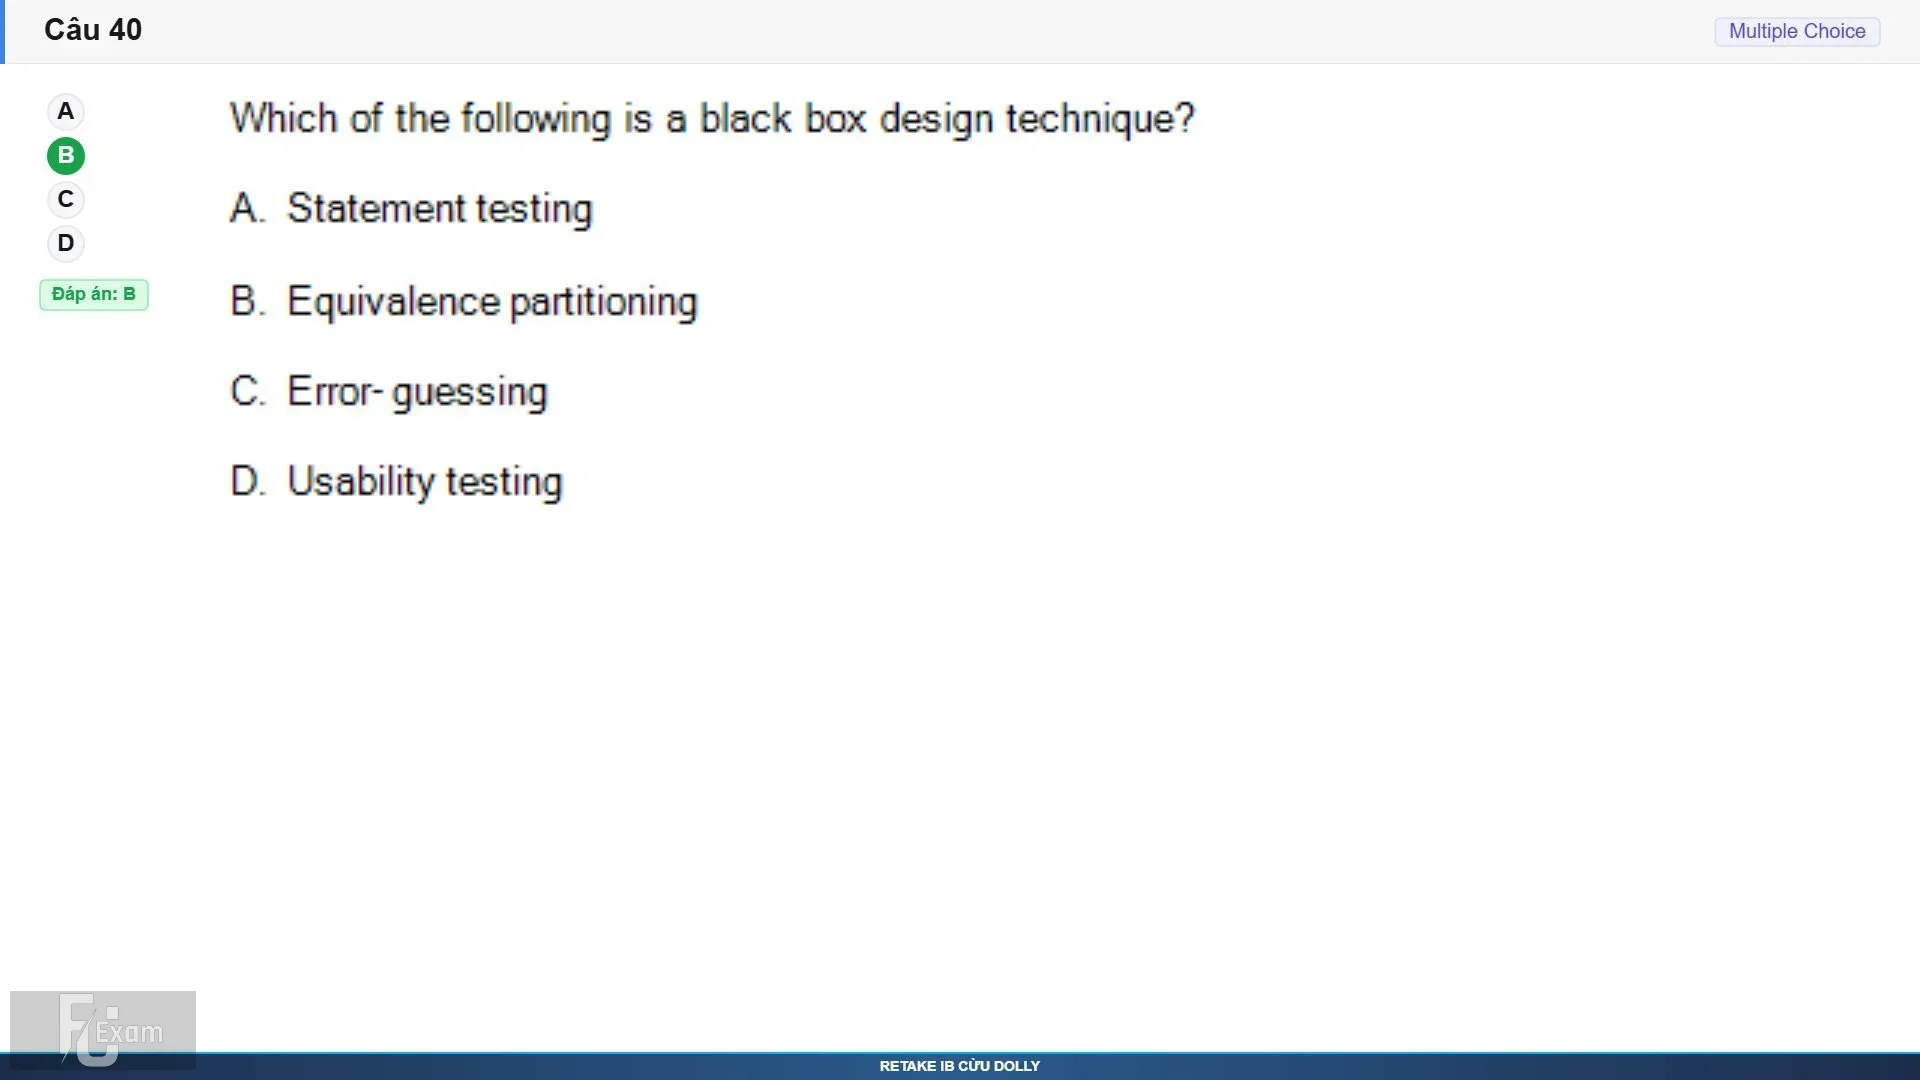 Câu 40
Multiple Choice
A
B
C
D
Đáp án: B
Which of the following is a black box design technique?
A. Statement testing
B. Equivalence partitioning
C. Error- guessing
D. Usability testing
FU Exam
RETAKE IB CỪU DOLLY